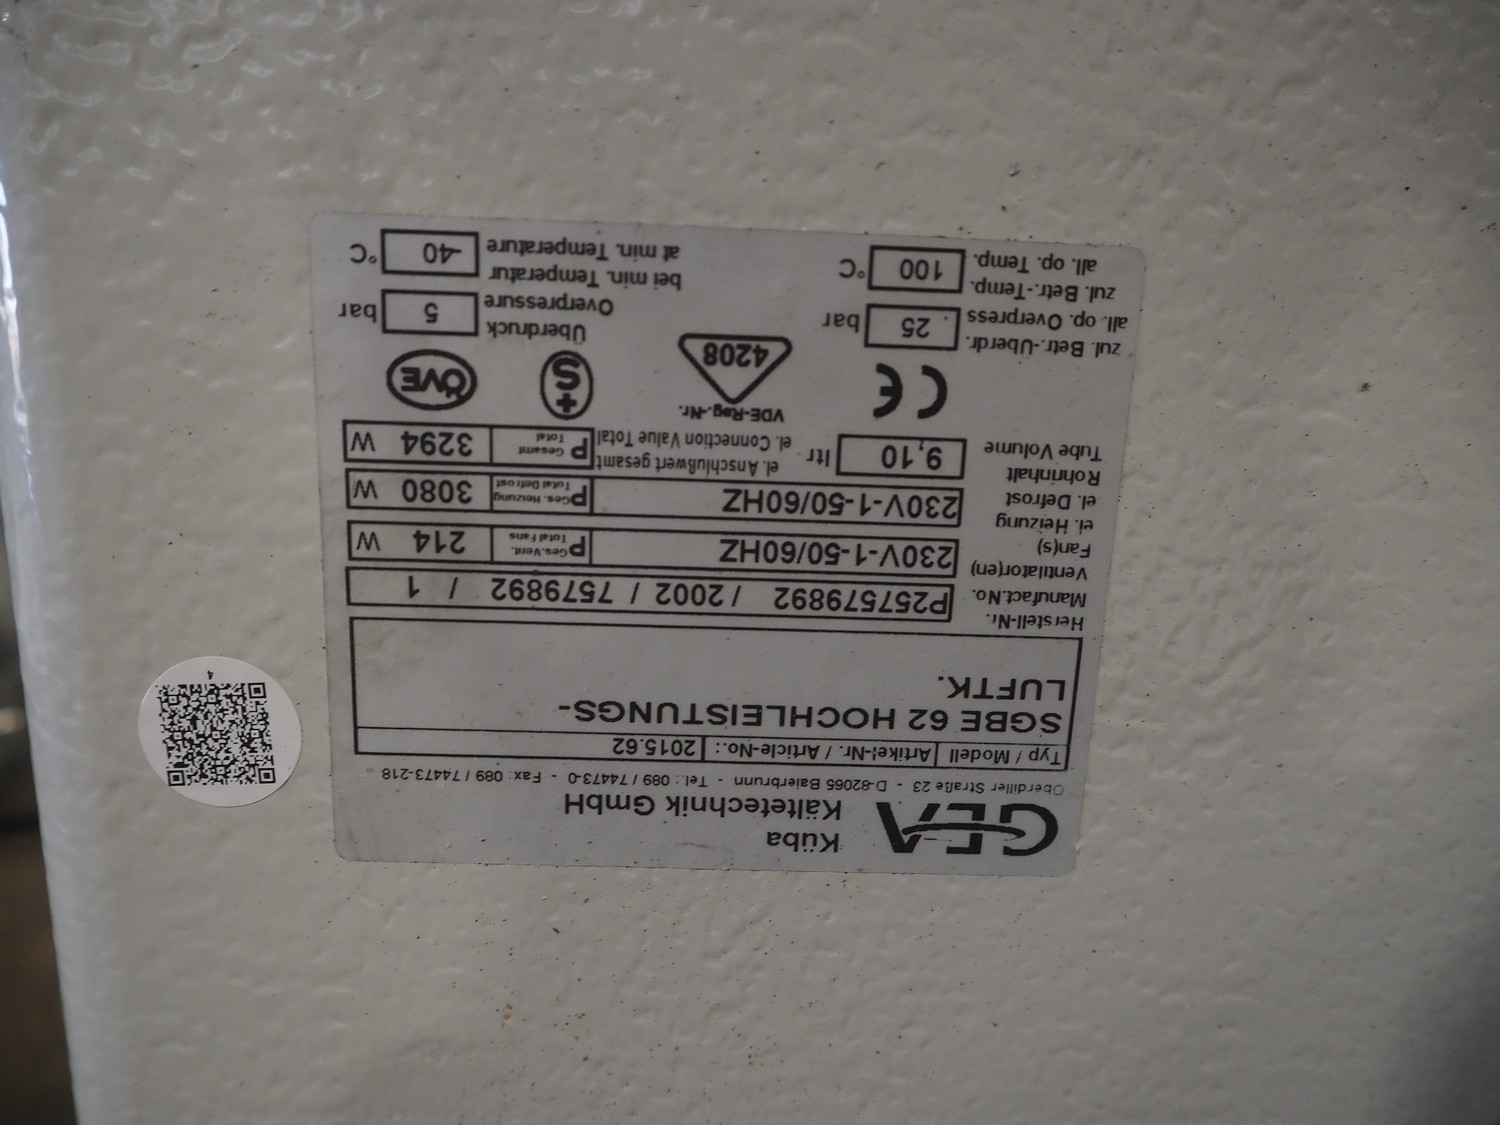 GEA
Küba
Kältetechnik GmbH
Oberdiller Straße 23 - D-82065 Baierbrunn - Tel.: 089 / 74473-0 - Fax: 089 / 74473-218
Typ / Modell Artikel-Nr. / Article-No.: 2015.62
SGBE 62 HOCHLEISTUNGS-
LUFTK.
Herstell-Nr.
Manufact.No. P257579892 / 2002 / 7579892 / 1
Ventilator(en)
Fan(s) 230V-1-50/60HZ P Ges.Vent. Total Fans 214 W
el. Heizung
el. Defrost 230V-1-50/60HZ P Ges. Heizung Total Defrost 3080 W
Rohrinhalt
Tube Volume 9,10 ltr.
el. Anschlußwert gesamt
el. Connection Value Total P Gesamt Total 3294 W
CE
VDE-Reg.-Nr.
4208
+S
ÖVE
zul. Betr.-Überdr.
all. op. Overpress. 25 bar
Überdruck
Overpressure 5 bar
zul. Betr.-Temp.
all. op. Temp. 100 °C
bei min. Temperatur
at min. Temperature -40 °C
4